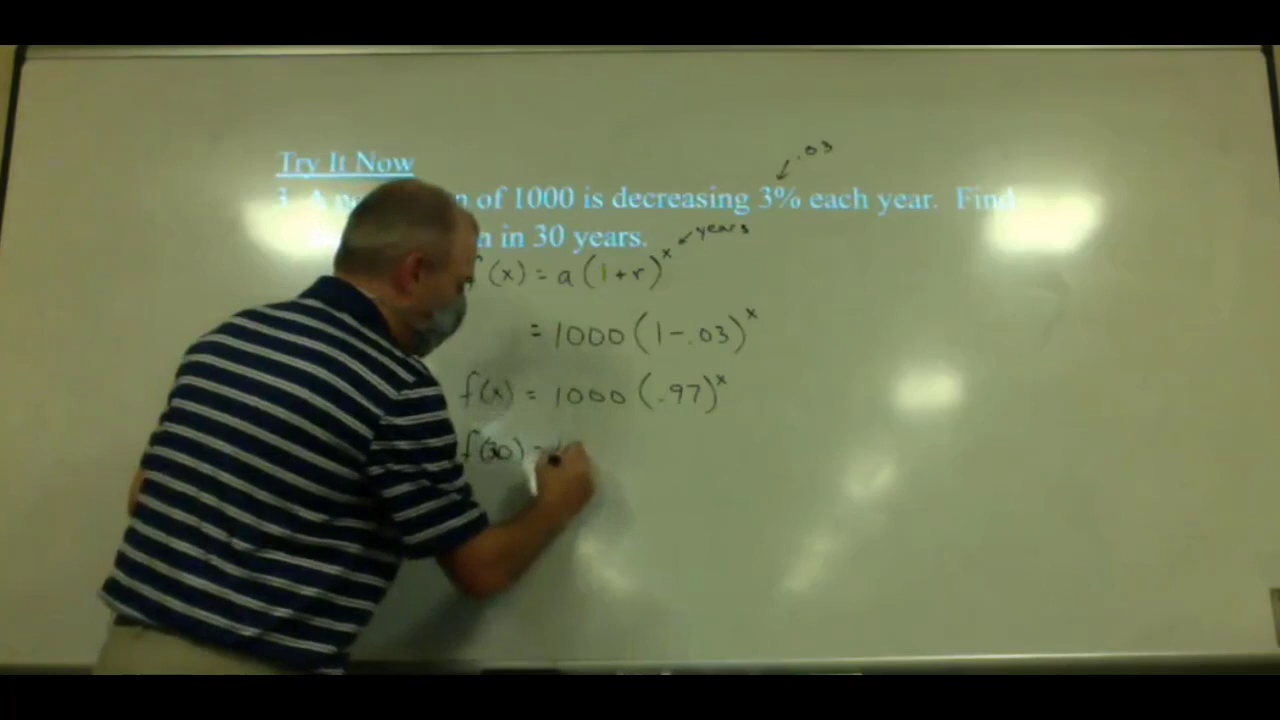 Try It Now
.03
3. A of 1000 is decreasing 3% each year. Find
in 30 years.
years
f(x) = a(1+r)^x
= 1000(1-.03)^x
f(x) = 1000(.97)^x
f(30) =